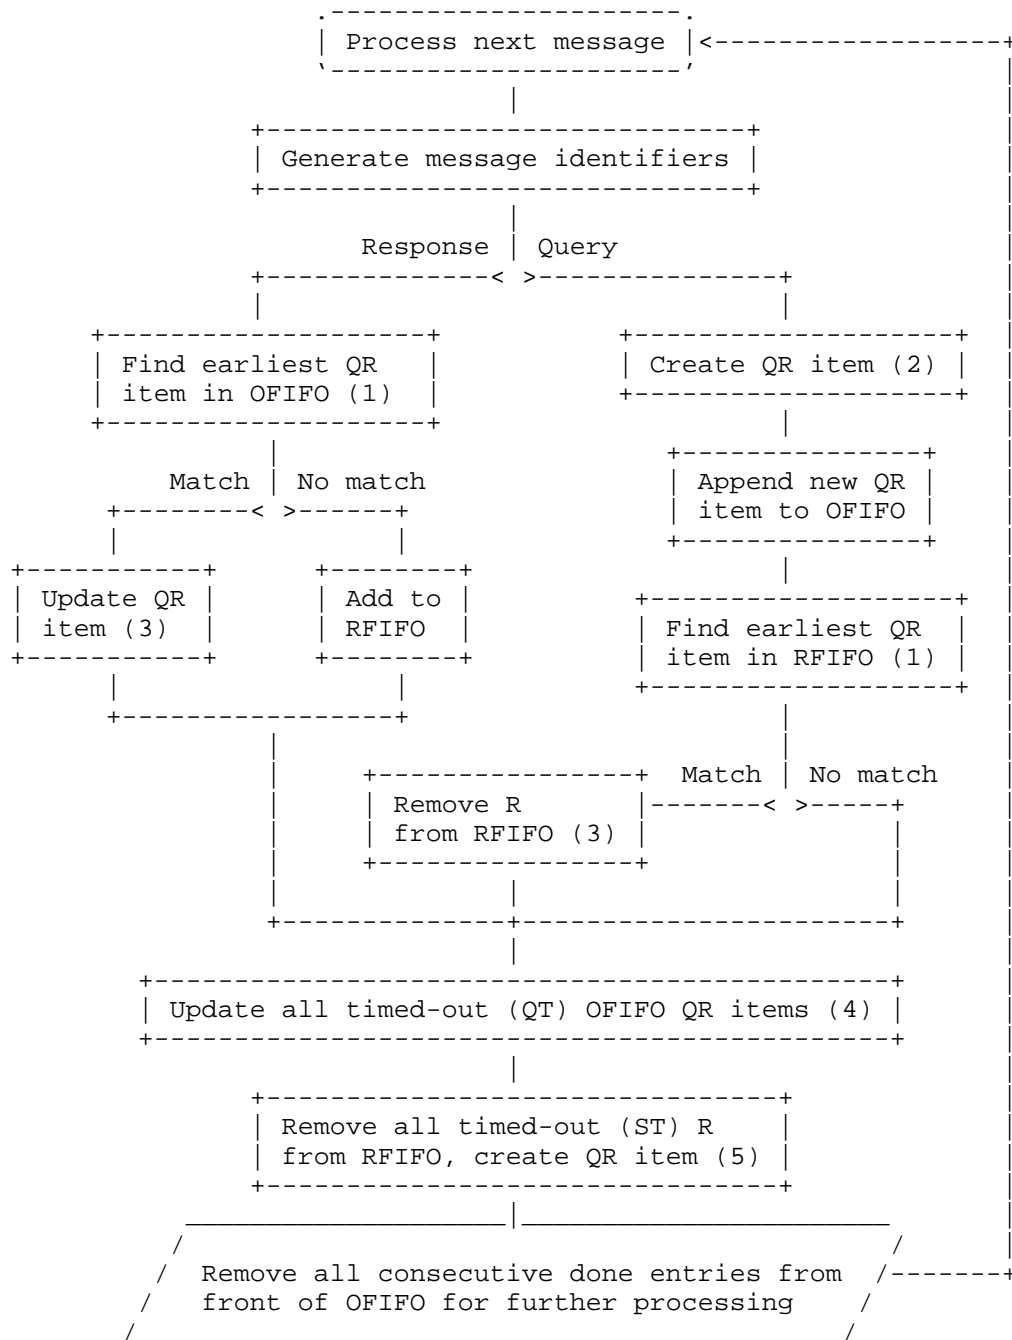 Process next message
Generate message identifiers
Response Query
Find earliest QR
item in OFIFO (1)
Create QR item (2)
Match No match
Append new QR
item to OFIFO
Update QR
item (3)
Add to
RFIFO
Find earliest QR
item in RFIFO (1)
Match No match
Remove R
from RFIFO (3)
Update all timed-out (QT) OFIFO QR items (4)
Remove all timed-out (ST) R
from RFIFO, create QR item (5)
Remove all consecutive done entries from
front of OFIFO for further processing